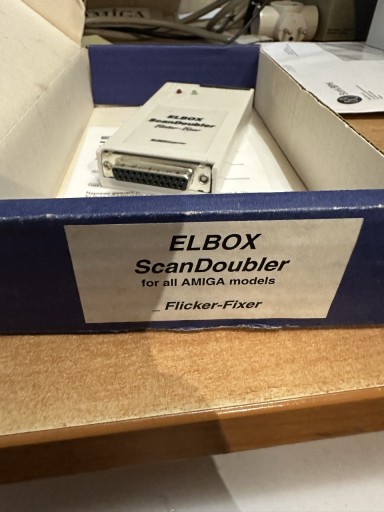 ELBOX
ScanDoubler
Flicker-Fixer
ELBOX
ScanDoubler
for all AMIGA models
_ Flicker-Fixer